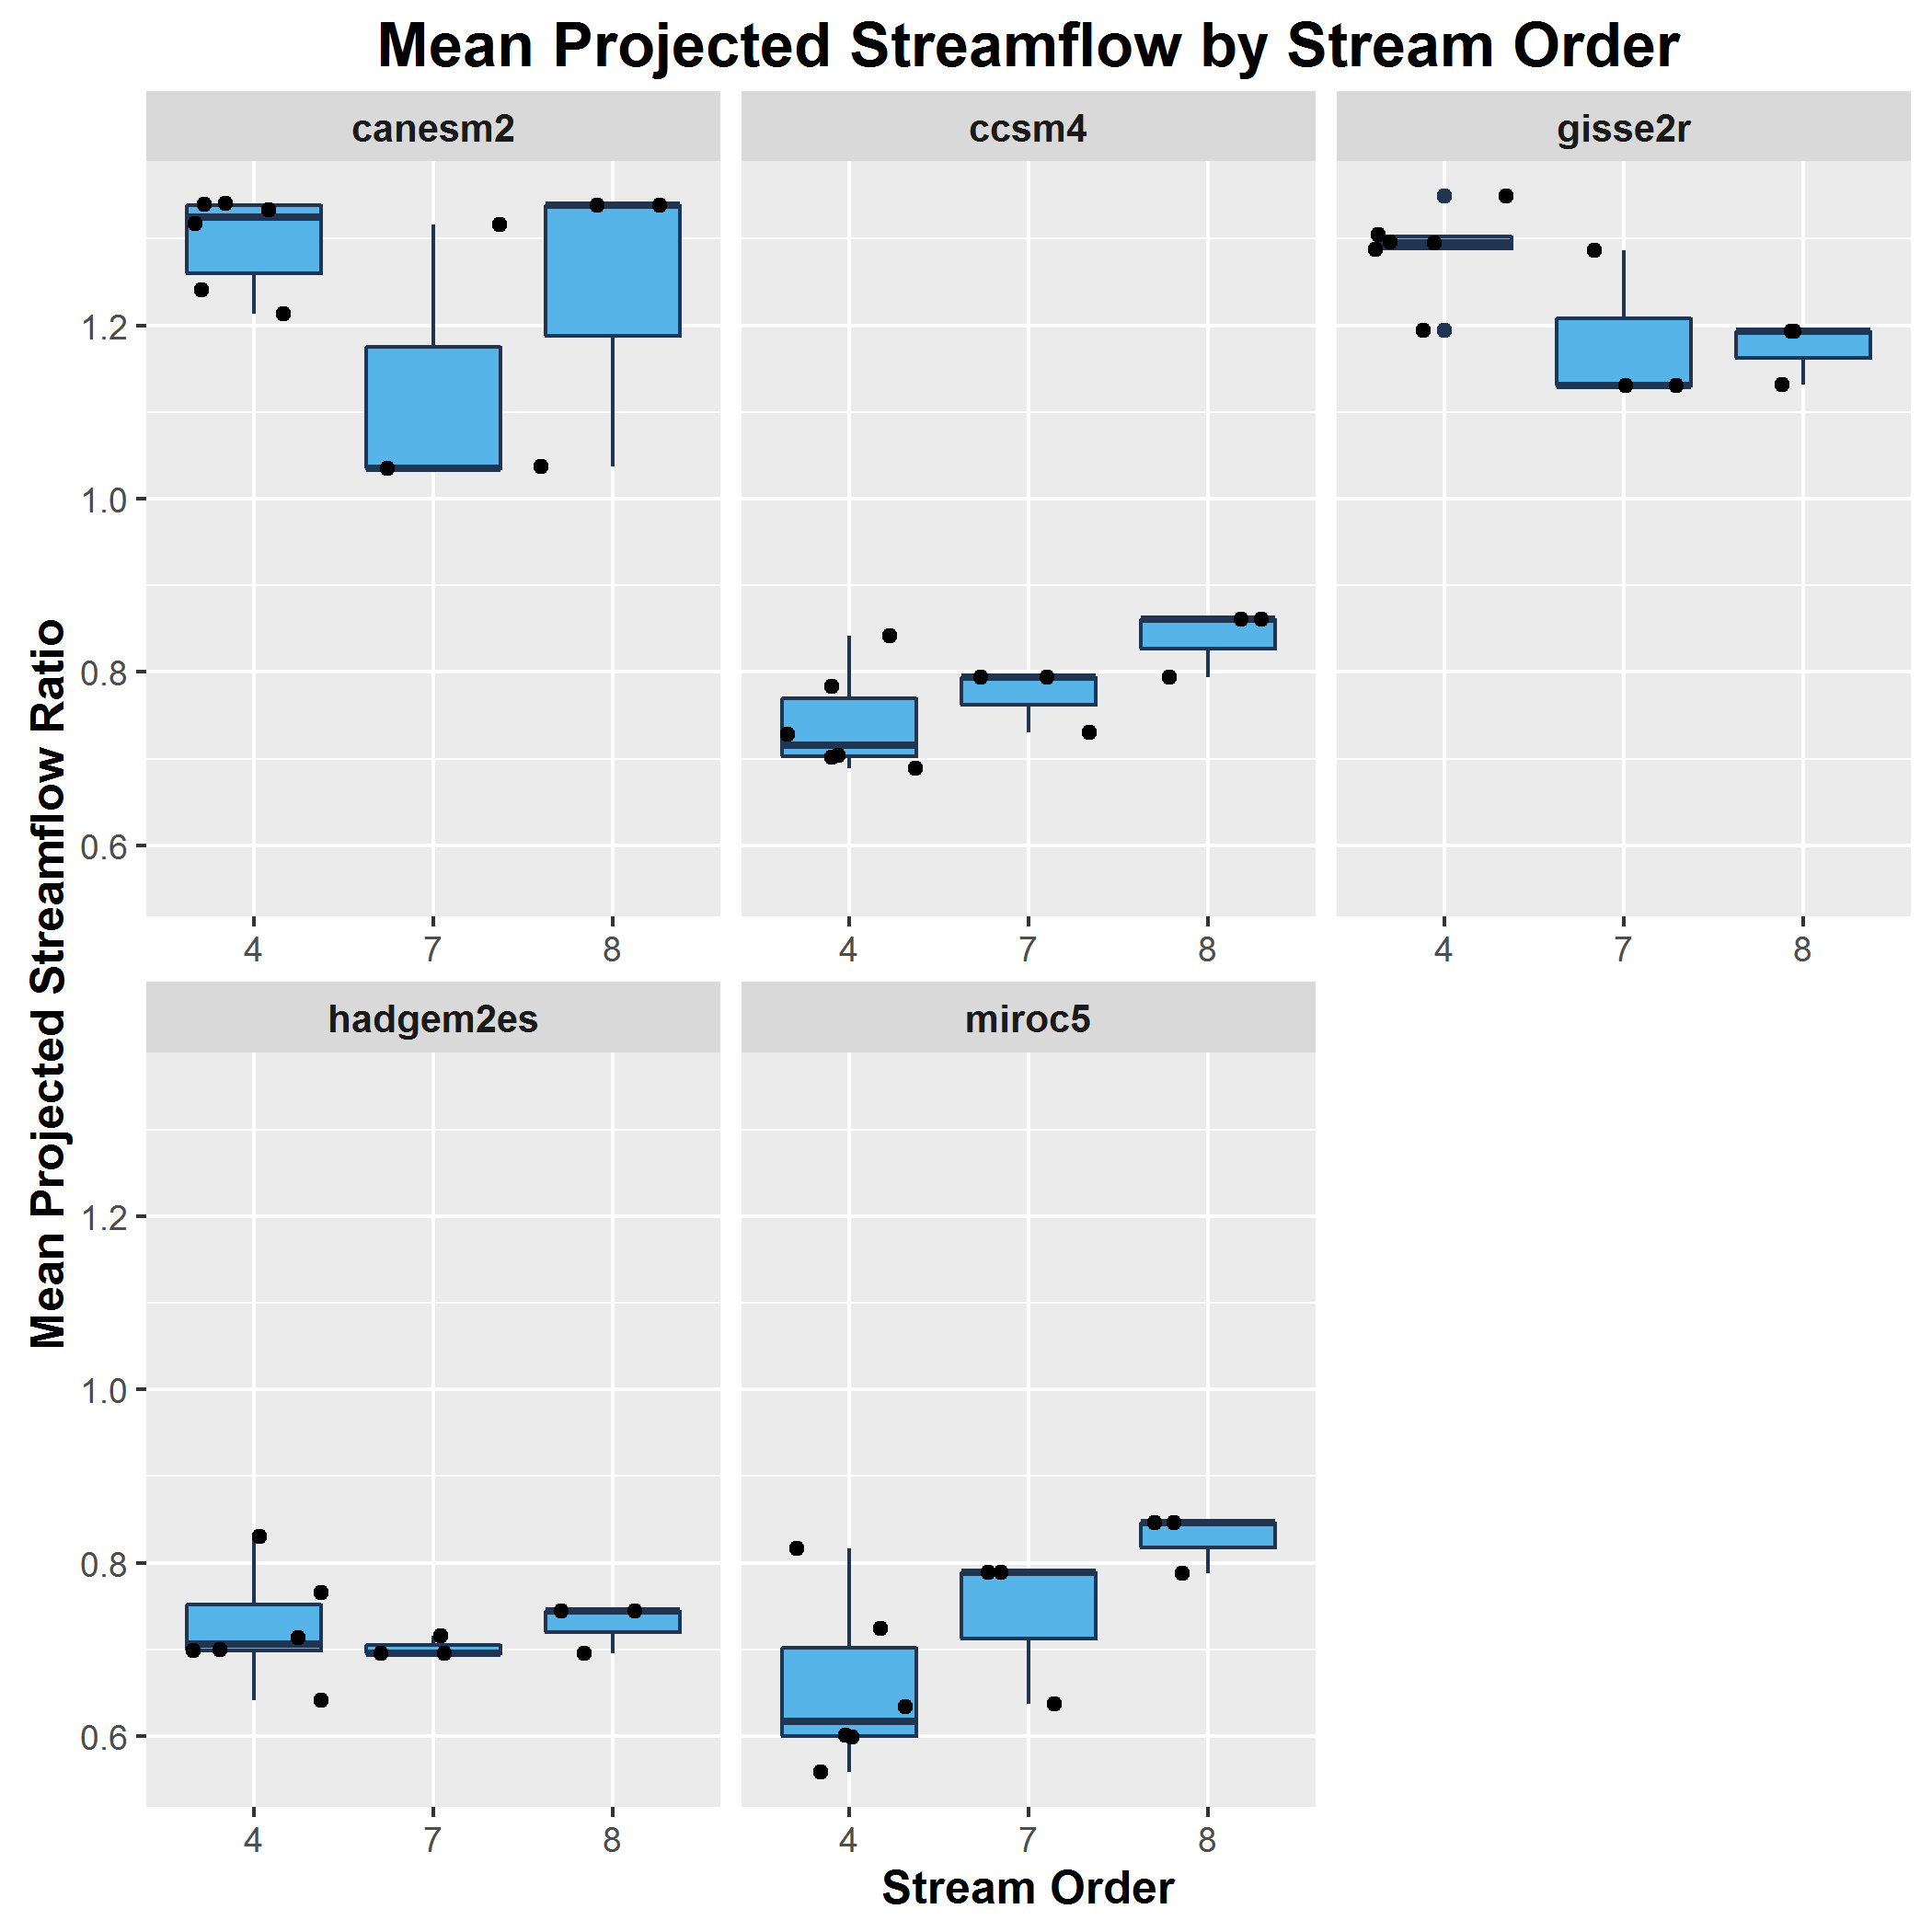 Mean Projected Streamflow by Stream Order
canesm2
ccsm4
gisse2r
Mean Projected Streamflow Ratio
1.2
1.0
0.8
0.6
4 7 8
4 7 8
4 7 8
hadgem2es
miroc5
1.2
1.0
0.8
0.6
4 7 8
4 7 8
Stream Order